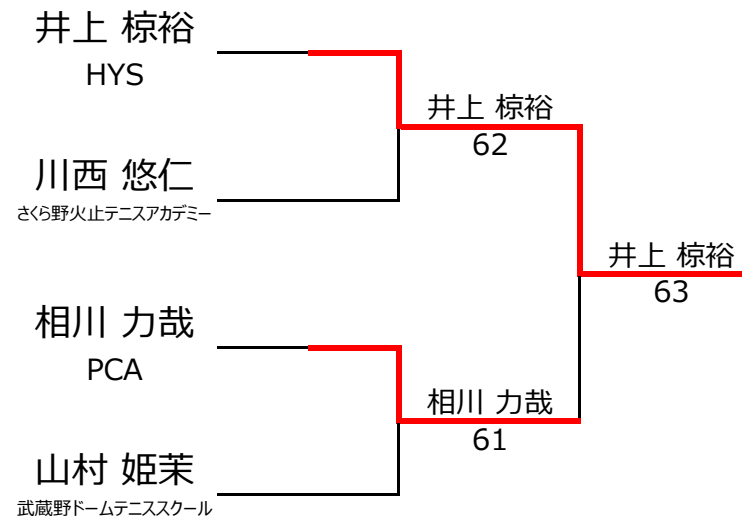 井上 椋裕
HYS
川西 悠仁
さくら野火止テニスアカデミー
相川 力哉
PCA
山村 姫茉
武蔵野ドームテニススクール
井上 椋裕
62
相川 力哉
61
井上 椋裕
63